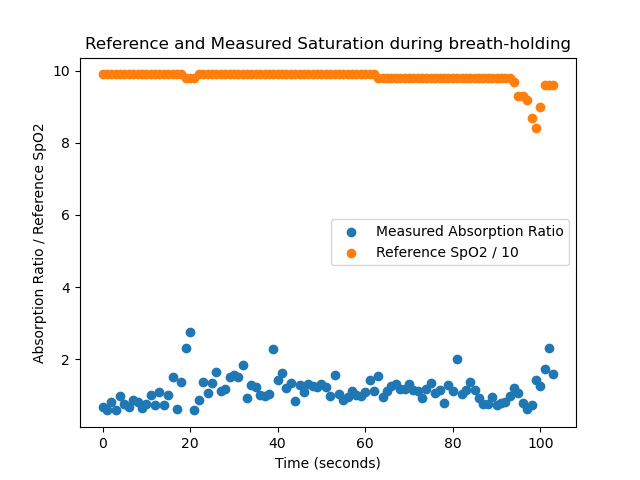 Reference and Measured Saturation during breath-holding
10
8
6
4
2
Absorption Ratio / Reference SpO2
Measured Absorption Ratio
Reference SpO2 / 10
0
20
40
60
80
100
Time (seconds)